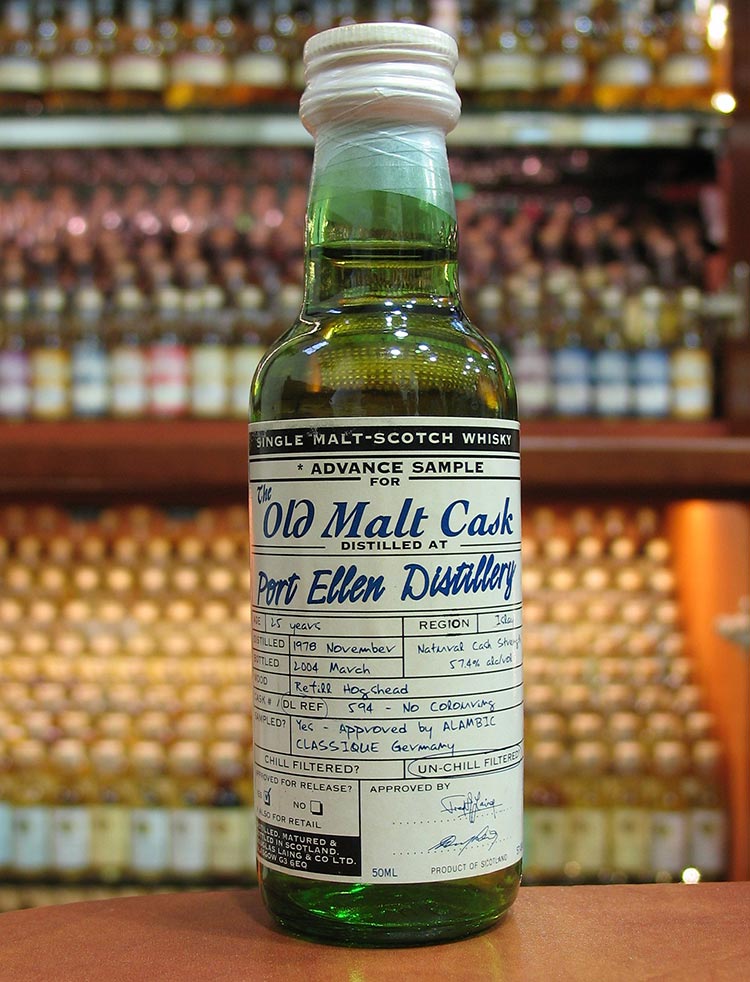 SINGLE MALT-SCOTCH WHISKY
* ADVANCE SAMPLE
FOR
The
Old Malt Cask
DISTILLED AT
Port Ellen Distillery
AGE 25 years REGION Islay
DISTILLED 1978 November Natural Cask Strength
BOTTLED 2004 March 57.4% alc/vol
WOOD Refill Hogshead
CASK # / DL REF 594 - No Colouring
SAMPLED? Yes - Approved by ALAMBIC
CLASSIQUE Germany
CHILL FILTERED? UN-CHILL FILTERED
APPROVED FOR RELEASE? APPROVED BY
YES NO
ALSO FOR RETAIL
DISTILLED, MATURED &
BOTTLED IN SCOTLAND.
DOUGLAS LAING & CO LTD.
GLASGOW G3 6EQ
50ML PRODUCT OF SCOTLAND